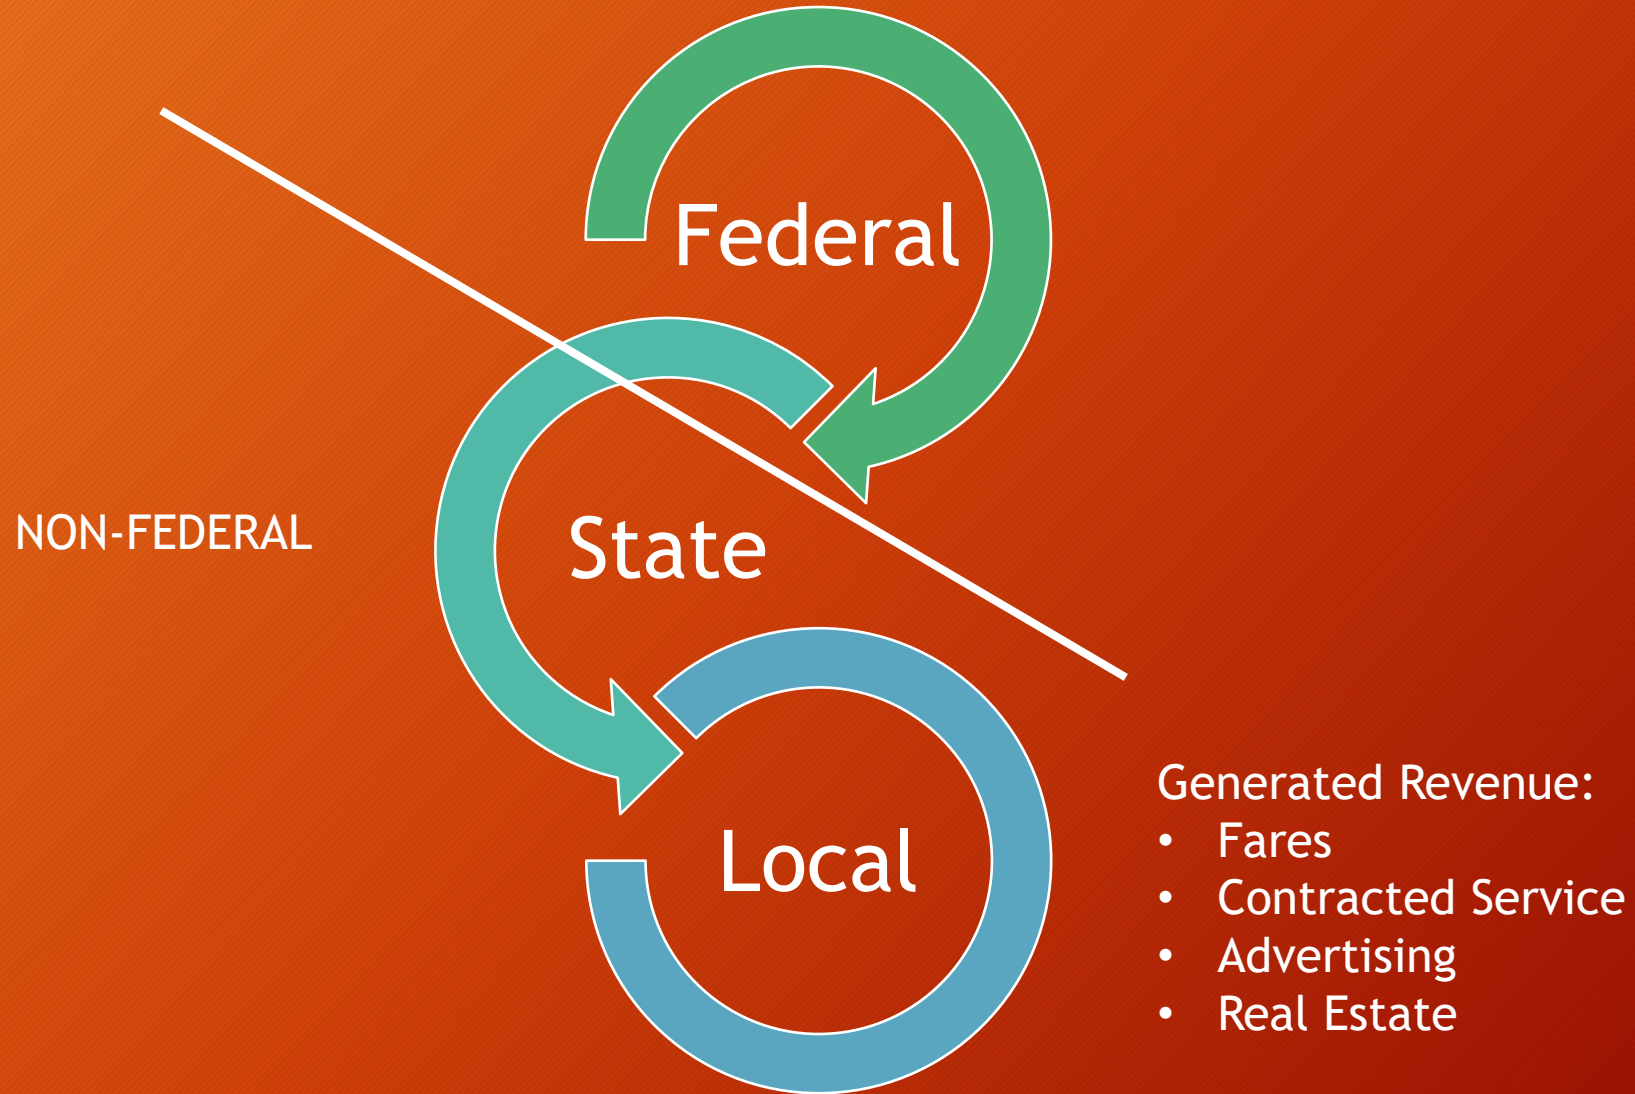 Federal
NON-FEDERAL
State
Local
Generated Revenue:
• Fares
• Contracted Service
• Advertising
• Real Estate